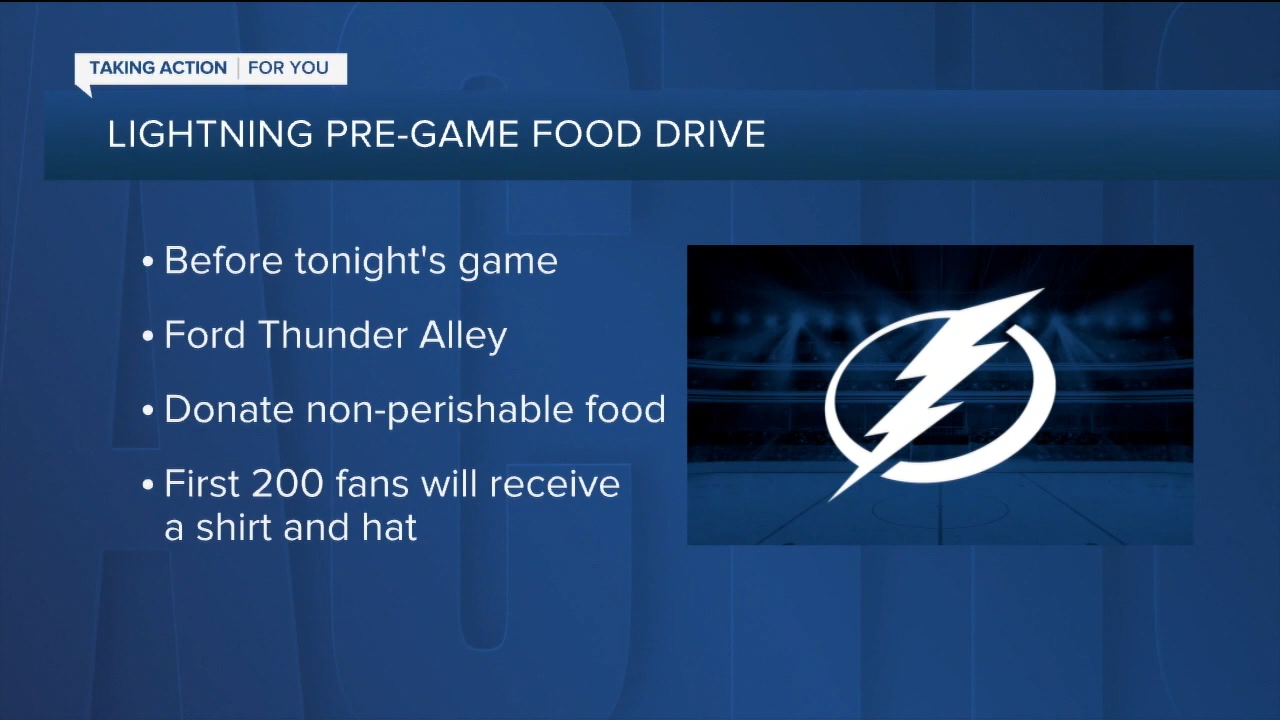 TAKING ACTION | FOR YOU
LIGHTNING PRE-GAME FOOD DRIVE
• Before tonight's game
• Ford Thunder Alley
• Donate non-perishable food
• First 200 fans will receive
a shirt and hat